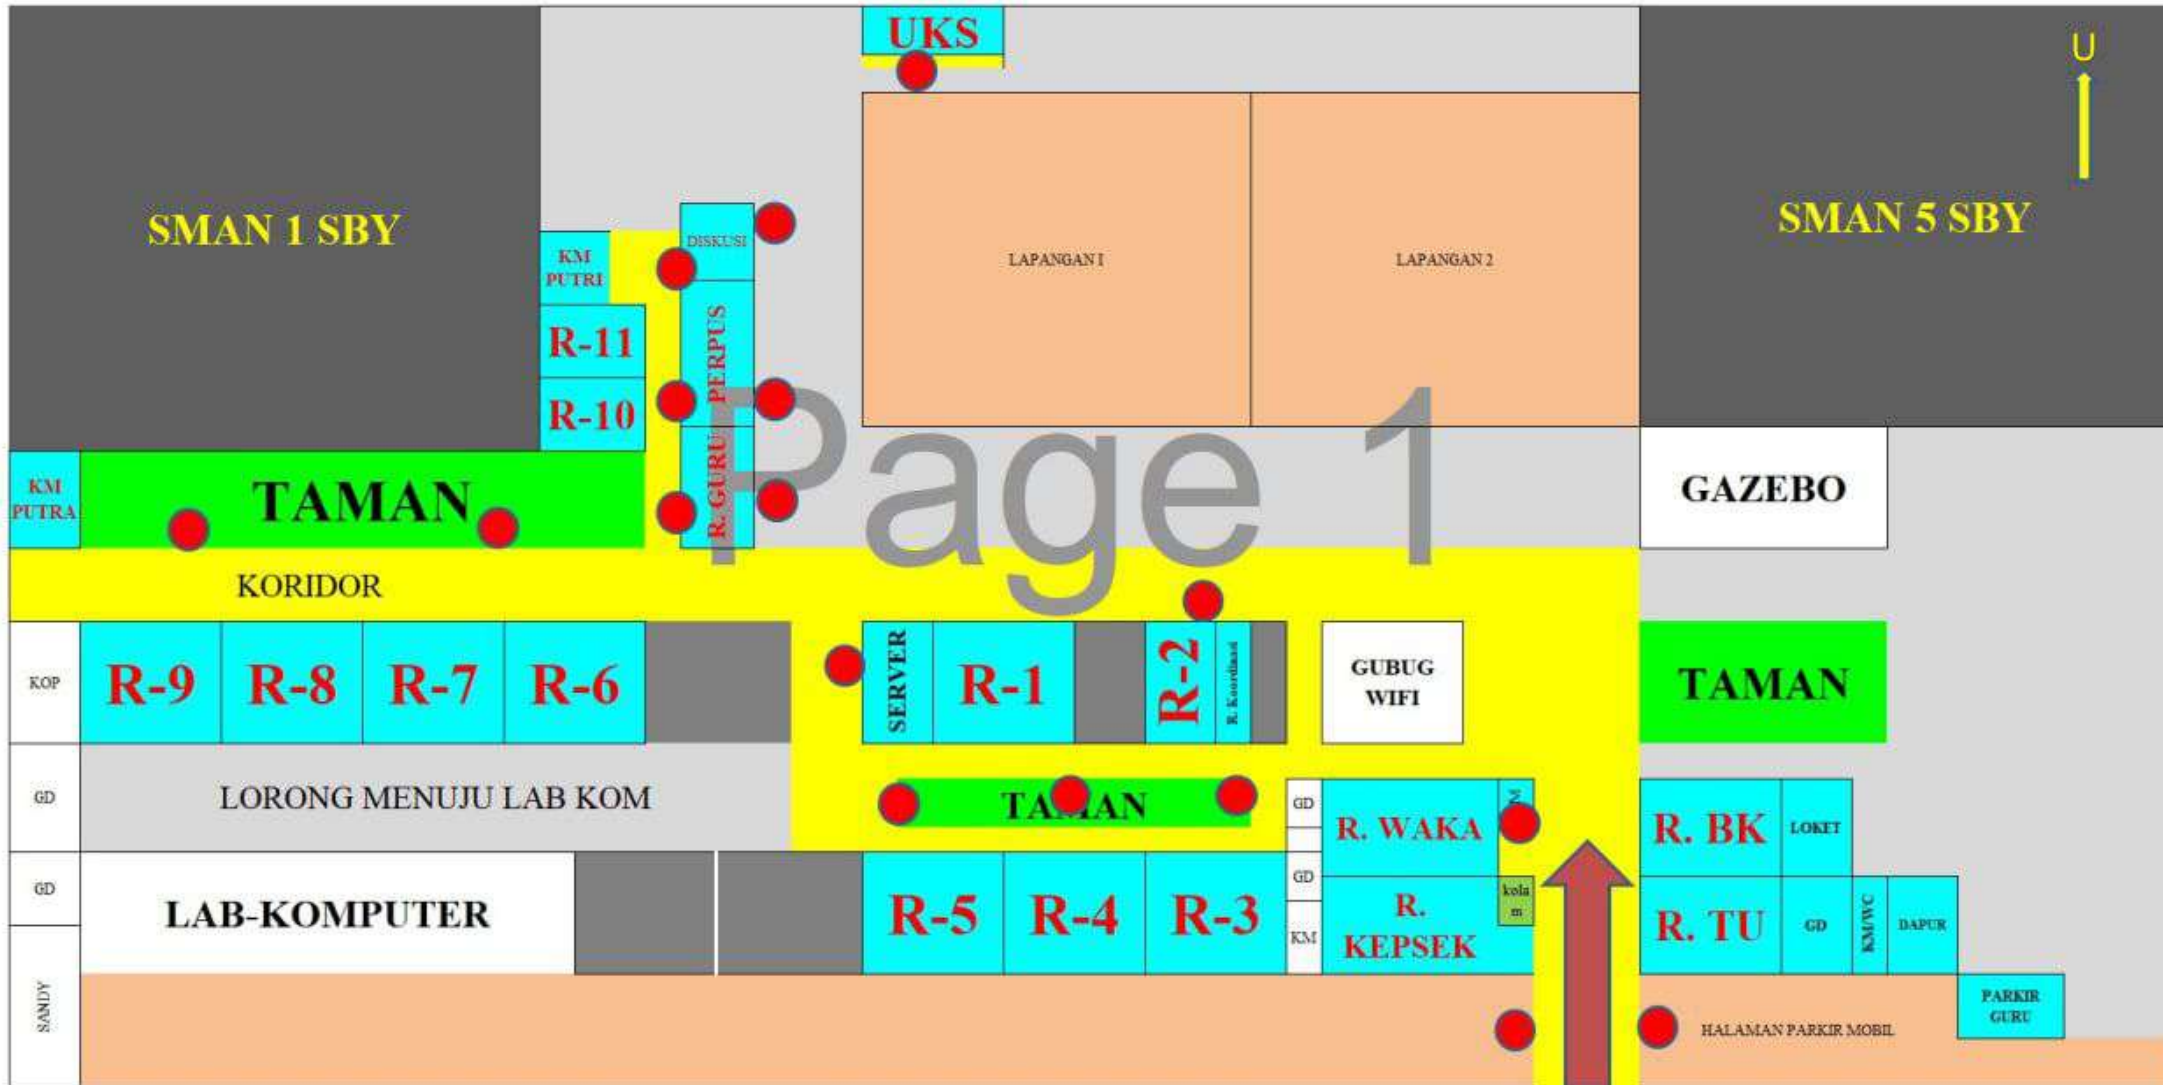 UKS
U
SMAN 1 SBY
SMAN 5 SBY
DISKUSI
KM
PUTRI
LAPANGAN 1
LAPANGAN 2
R-11
PERPUS
R-10
Page 1
KM
PUTRA
TAMAN
R. GURU
GAZEBO
KORIDOR
KOP
R-9
R-8
R-7
R-6
SERVER
R-1
R-2
R. Koordinasi
GUBUG
WIFI
TAMAN
GD
LORONG MENUJU LAB KOM
TAMAN
GD
R. WAKA
R. BK
LOKET
GD
LAB-KOMPUTER
R-5
R-4
R-3
GD
KM
R.
KEPSEK
kola
m
R. TU
GD
KM/WC
DAPUR
SANDY
HALAMAN PARKIR MOBIL
PARKIR
GURU